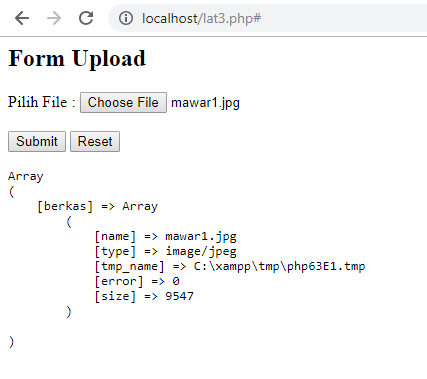 localhost/lat3.php#
Form Upload
Pilih File : Choose File mawar1.jpg
Submit Reset
Array
(
    [berkas] => Array
        (
            [name] => mawar1.jpg
            [type] => image/jpeg
            [tmp_name] => C:\xampp\tmp\php63E1.tmp
            [error] => 0
            [size] => 9547
        )

)